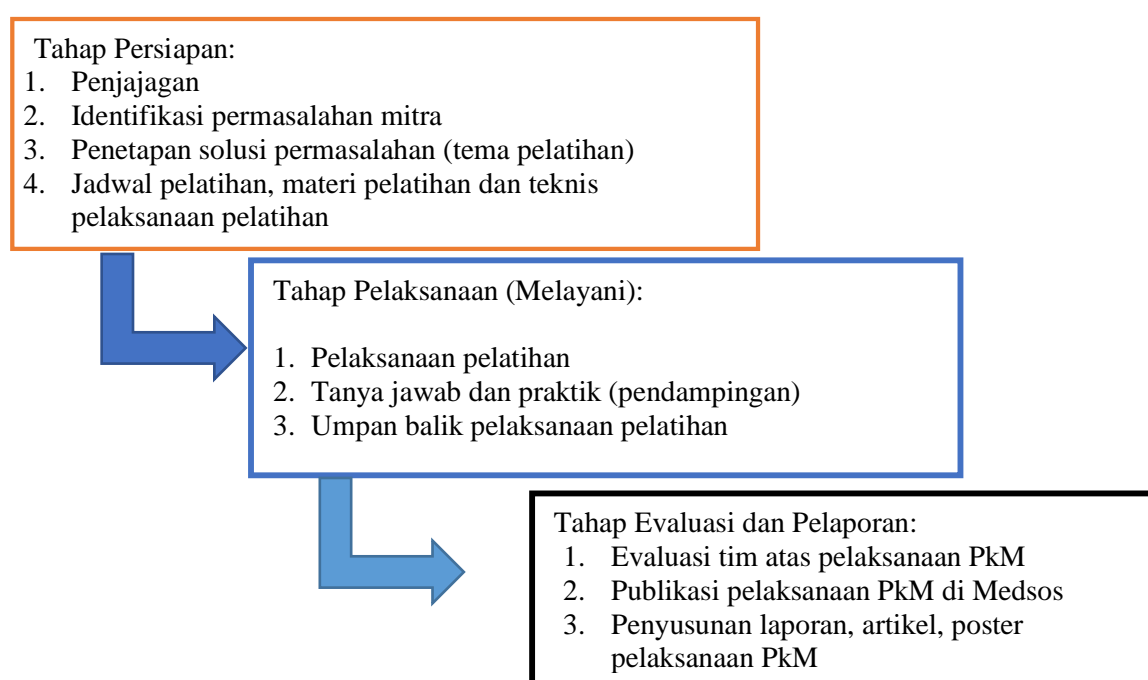 Tahap Persiapan:
1. Penjajagan
2. Identifikasi permasalahan mitra
3. Penetapan solusi permasalahan (tema pelatihan)
4. Jadwal pelatihan, materi pelatihan dan teknis
pelaksanaan pelatihan
Tahap Pelaksanaan (Melayani):
1. Pelaksanaan pelatihan
2. Tanya jawab dan praktik (pendampingan)
3. Umpan balik pelaksanaan pelatihan
Tahap Evaluasi dan Pelaporan:
1. Evaluasi tim atas pelaksanaan PkM
2. Publikasi pelaksanaan PkM di Medsos
3. Penyusunan laporan, artikel, poster
pelaksanaan PkM